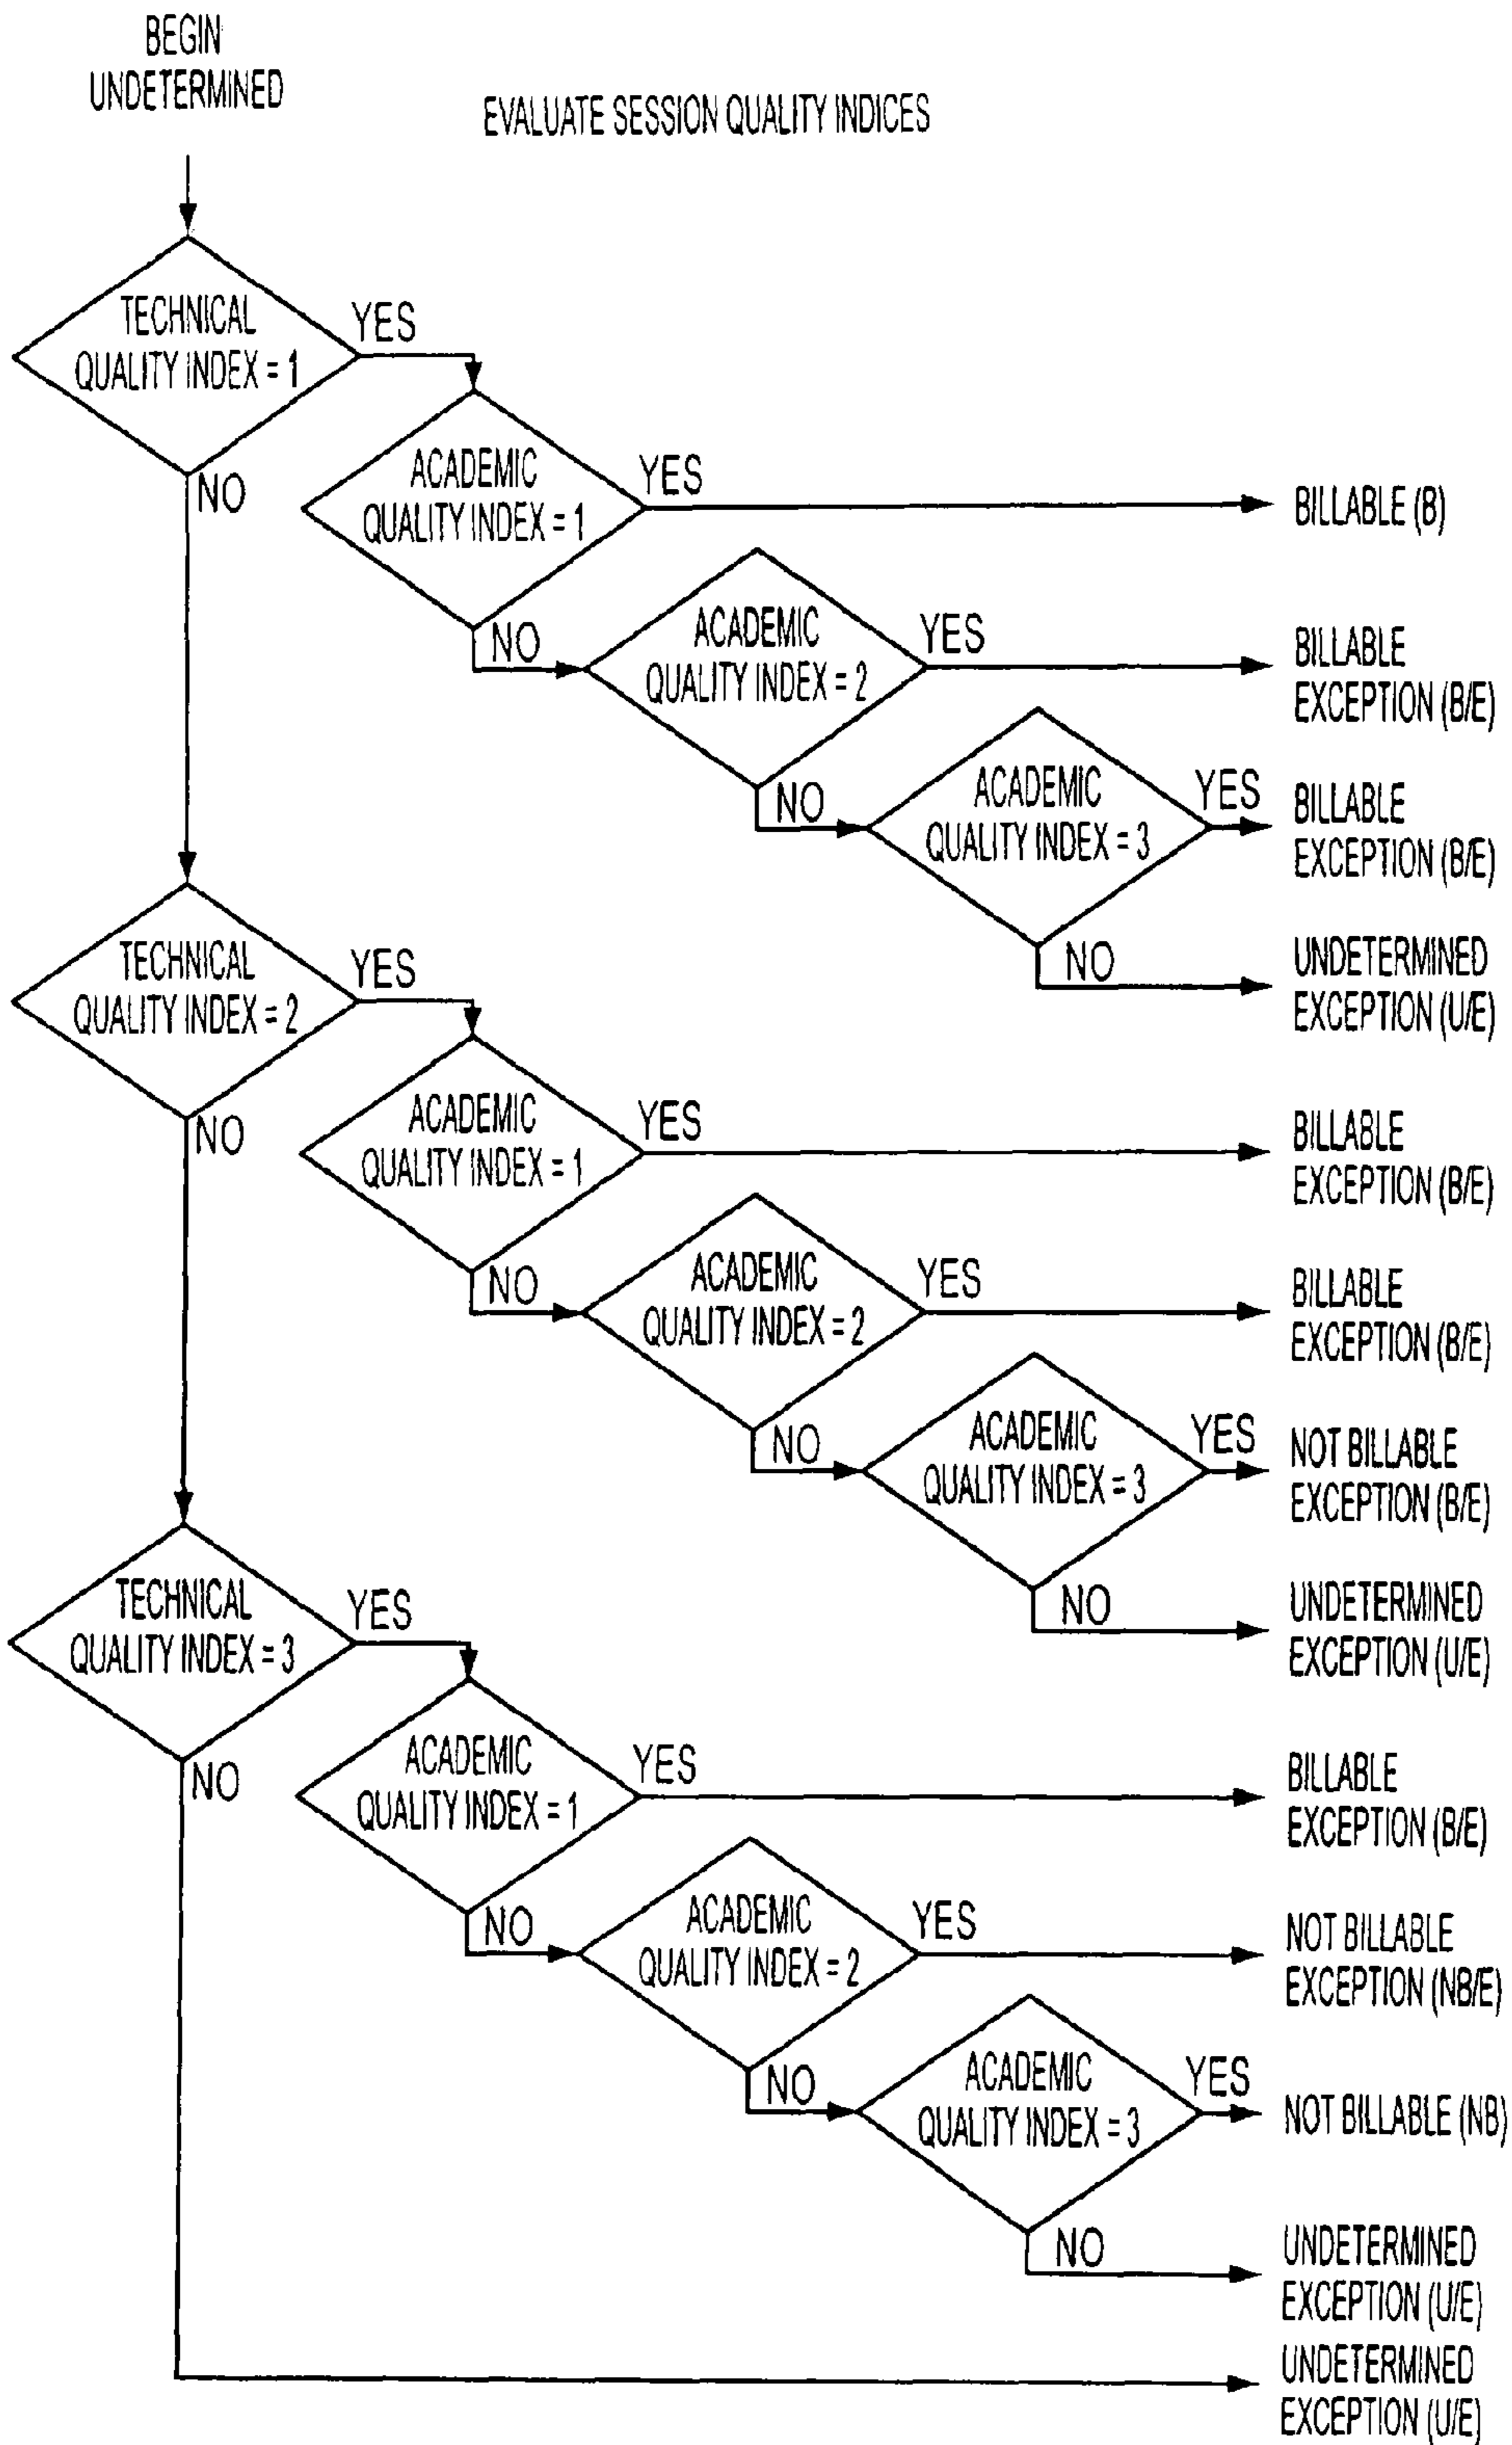 BEGIN
UNDETERMINED
EVALUATE SESSION QUALITY INDICES
TECHNICAL
QUALITY INDEX = 1
YES
NO
ACADEMIC
QUALITY INDEX = 1
YES
BILLABLE (B)
NO
ACADEMIC
QUALITY INDEX = 2
YES
BILLABLE
EXCEPTION (B/E)
NO
ACADEMIC
QUALITY INDEX = 3
YES
BILLABLE
EXCEPTION (B/E)
NO
UNDETERMINED
EXCEPTION (U/E)
TECHNICAL
QUALITY INDEX = 2
YES
NO
ACADEMIC
QUALITY INDEX = 1
YES
BILLABLE
EXCEPTION (B/E)
NO
ACADEMIC
QUALITY INDEX = 2
YES
BILLABLE
EXCEPTION (B/E)
NO
ACADEMIC
QUALITY INDEX = 3
YES
NOT BILLABLE
EXCEPTION (B/E)
NO
UNDETERMINED
EXCEPTION (U/E)
TECHNICAL
QUALITY INDEX = 3
YES
NO
ACADEMIC
QUALITY INDEX = 1
YES
BILLABLE
EXCEPTION (B/E)
NO
ACADEMIC
QUALITY INDEX = 2
YES
NOT BILLABLE
EXCEPTION (NB/E)
NO
ACADEMIC
QUALITY INDEX = 3
YES
NOT BILLABLE (NB)
NO
UNDETERMINED
EXCEPTION (U/E)
UNDETERMINED
EXCEPTION (U/E)